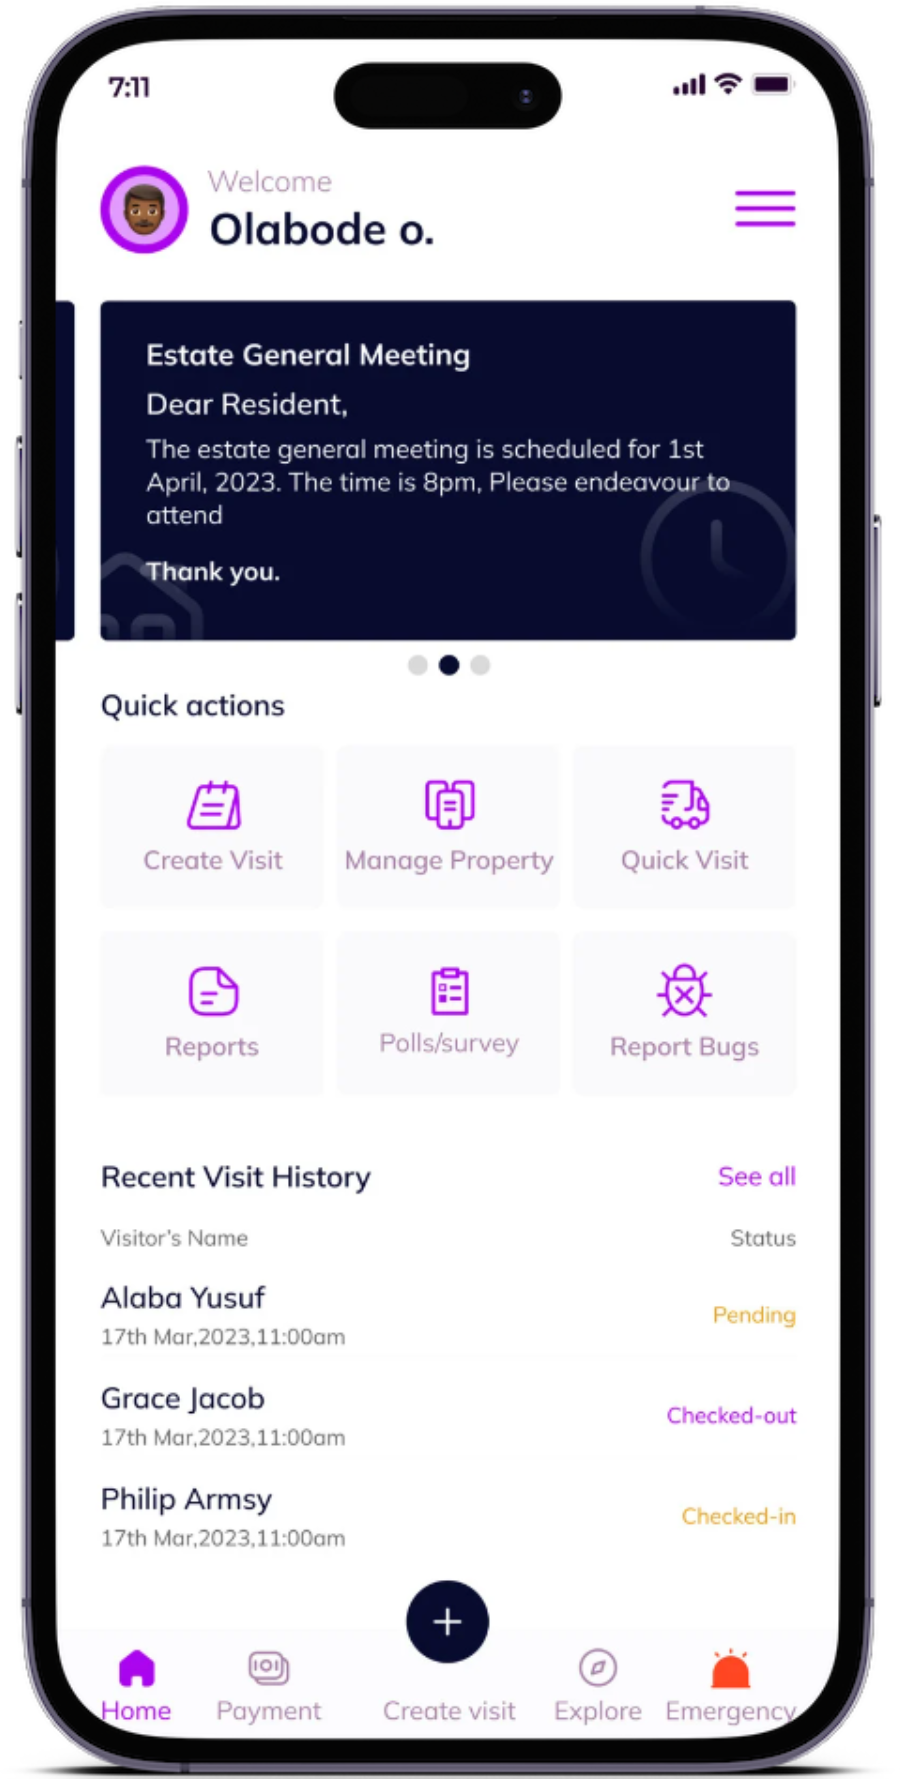 7:11
Welcome
Olabode o.
Estate General Meeting
Dear Resident,
The estate general meeting is scheduled for 1st
April, 2023. The time is 8pm, Please endeavour to
attend
Thank you.
Quick actions
Create Visit
Manage Property
Quick Visit
Reports
Polls/survey
Report Bugs
Recent Visit History
See all
Visitor's Name
Status
Alaba Yusuf
Pending
17th Mar,2023,11:00am
Grace Jacob
Checked-out
17th Mar,2023,11:00am
Philip Armsy
Checked-in
17th Mar,2023,11:00am
Home
Payment
Create visit
Explore
Emergency